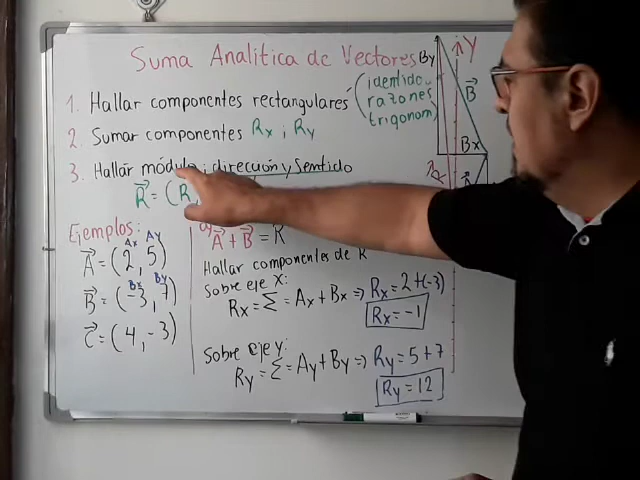 Suma Analítica de Vectores
1. Hallar componentes rectangulares
(identido.
razones
trigonom)
2. Sumar componentes Rx ; Ry
3. Hallar módulo ; dirección y Sentido
R = (R
Ejemplos:
Ax Ay
A = (2, 5)
Bx By
B = (-3, 7)
C = (4, -3)
A + B = R
Hallar componentes de R
Sobre eje X:
Rx = Σ = Ax + Bx ⇒ Rx = 2 + (-3)
Rx = -1
Sobre eje y:
Ry = Σ = Ay + By ⇒ Ry = 5 + 7
Ry = 12
By
Y
B
Bx